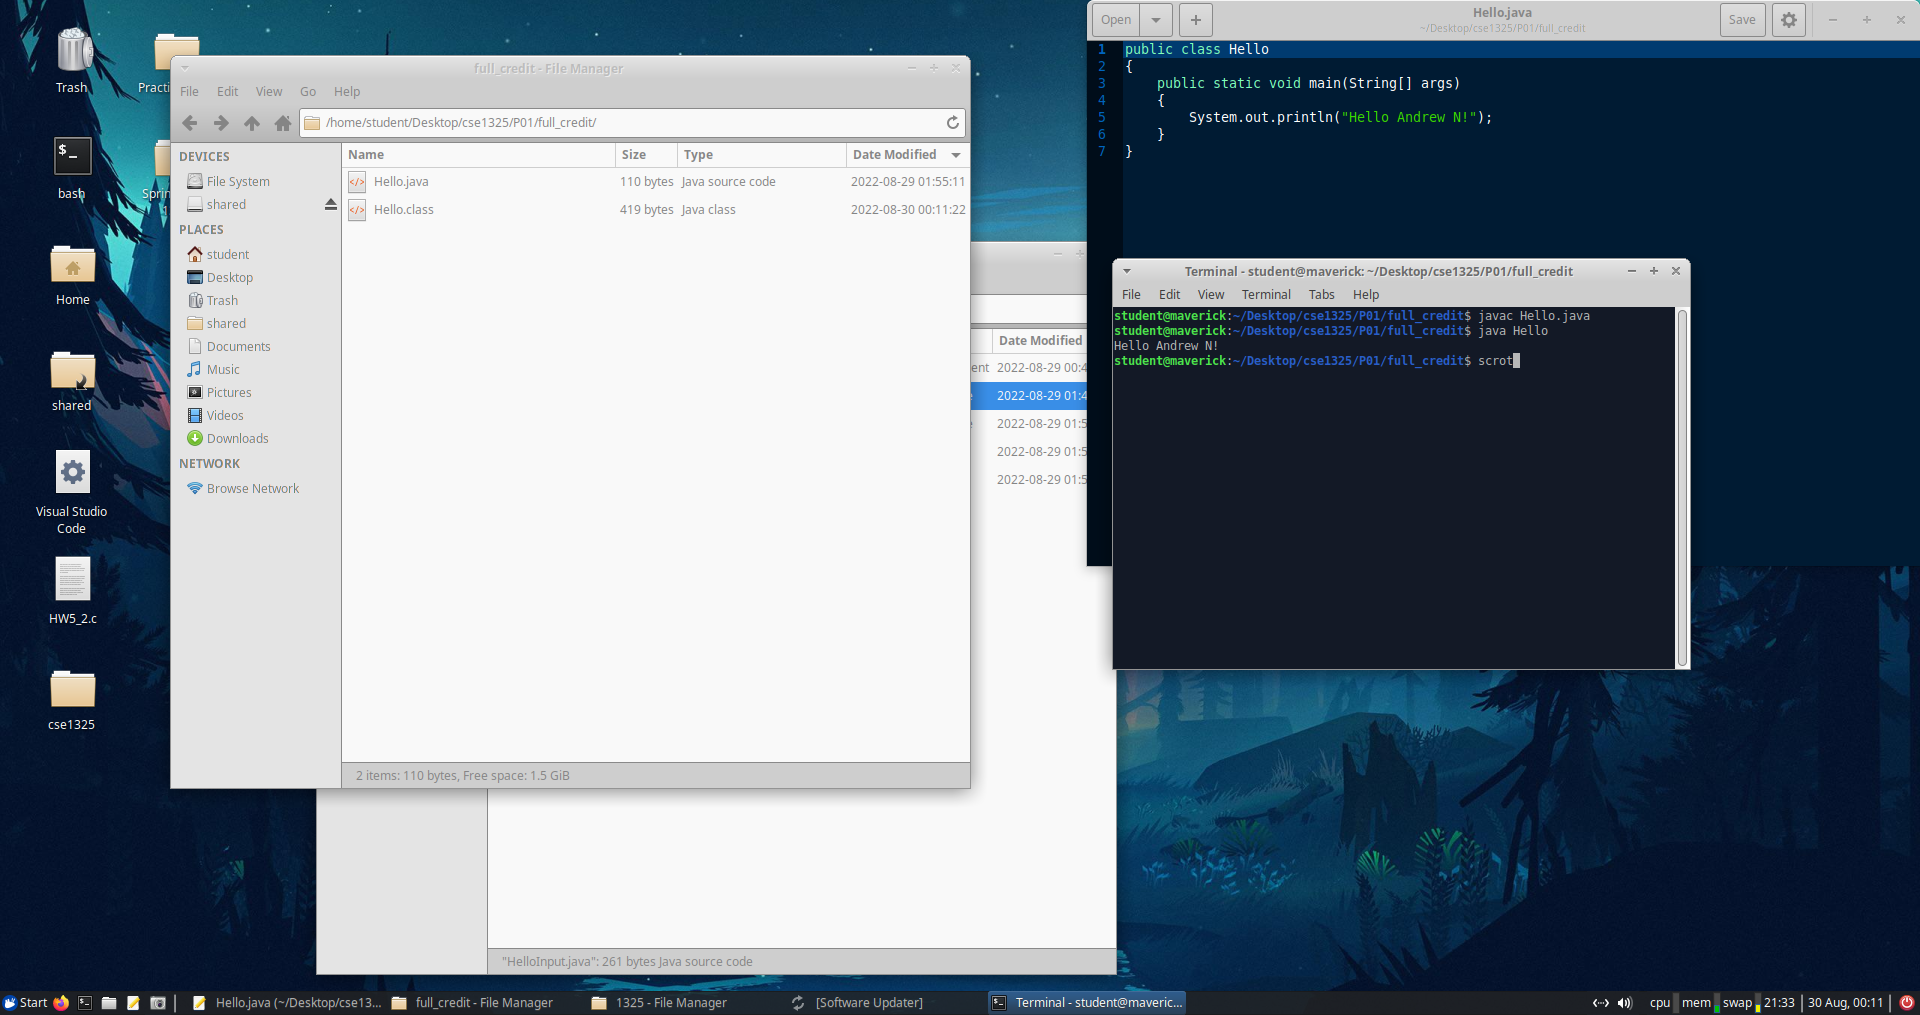 Trash
Practi
bash
Sprin
1
Home
shared
Visual Studio
Code
HW5_2.c
cse1325
full_credit - File Manager
File Edit View Go Help
/home/student/Desktop/cse1325/P01/full_credit/
DEVICES
File System
shared
PLACES
student
Desktop
Trash
shared
Documents
Music
Pictures
Videos
Downloads
NETWORK
Browse Network
Name Size Type Date Modified
Hello.java 110 bytes Java source code 2022-08-29 01:55:11
Hello.class 419 bytes Java class 2022-08-30 00:11:22
2 items: 110 bytes, Free space: 1.5 GiB
Date Modified
ent 2022-08-29 00:4
e 2022-08-29 01:4
e 2022-08-29 01:5
2022-08-29 01:5
2022-08-29 01:5
"HelloInput.java": 261 bytes Java source code
Open
Hello.java
~/Desktop/cse1325/P01/full_credit
Save
1 public class Hello
2 {
3 public static void main(String[] args)
4 {
5 System.out.println("Hello Andrew N!");
6 }
7 }
Terminal - student@maverick: ~/Desktop/cse1325/P01/full_credit
File Edit View Terminal Tabs Help
student@maverick:~/Desktop/cse1325/P01/full_credit$ javac Hello.java
student@maverick:~/Desktop/cse1325/P01/full_credit$ java Hello
Hello Andrew N!
student@maverick:~/Desktop/cse1325/P01/full_credit$ scrot
Start Hello.java (~/Desktop/cse13... full_credit - File Manager 1325 - File Manager [Software Updater] Terminal - student@maveric... cpu mem swap 21:33 30 Aug, 00:11